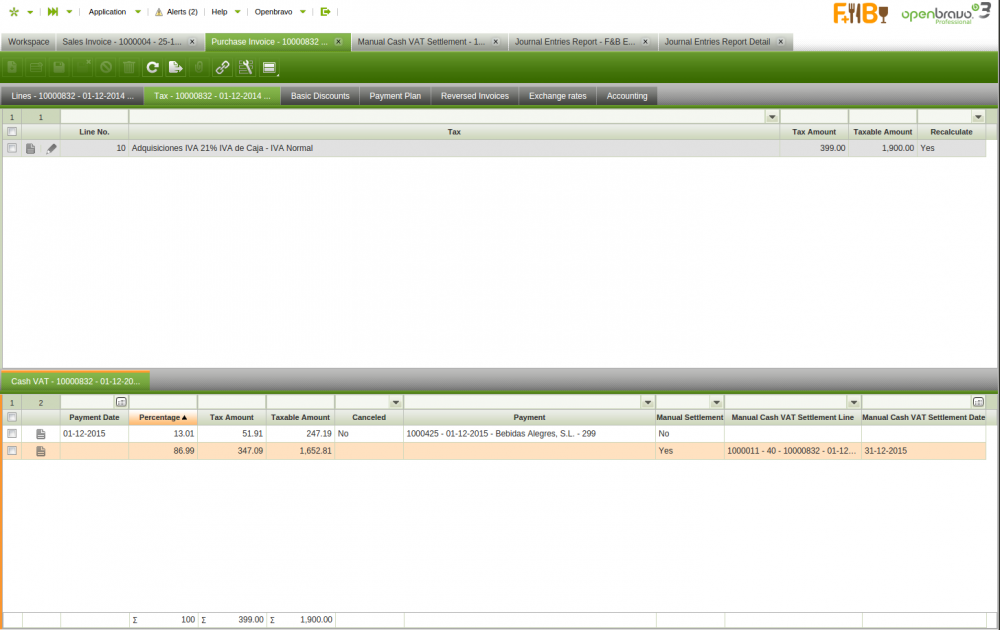 Application Alerts (2) Help Openbravo
F+B openbravo 3
Professional
Workspace Sales Invoice - 1000004 - 25-1... Purchase Invoice - 10000832 ... Manual Cash VAT Settlement - 1... Journal Entries Report - F&B E... Journal Entries Report Detail
Lines - 10000832 - 01-12-2014 ... Tax - 10000832 - 01-12-2014 ... Basic Discounts Payment Plan Reversed Invoices Exchange rates Accounting
1 1
Line No. Tax Tax Amount Taxable Amount Recalculate
10 Adquisiciones IVA 21% IVA de Caja - IVA Normal 399.00 1,900.00 Yes
Cash VAT - 10000832 - 01-12-20...
1 2
Payment Date Percentage Tax Amount Taxable Amount Canceled Payment Manual Settlement Manual Cash VAT Settlement Line Manual Cash VAT Settlement Date
01-12-2015 13.01 51.91 247.19 No 1000425 - 01-12-2015 - Bebidas Alegres, S.L. - 299 No
86.99 347.09 1,652.81 Yes 1000011 - 40 - 10000832 - 01-12... 31-12-2015
Σ 100 Σ 399.00 Σ 1,900.00